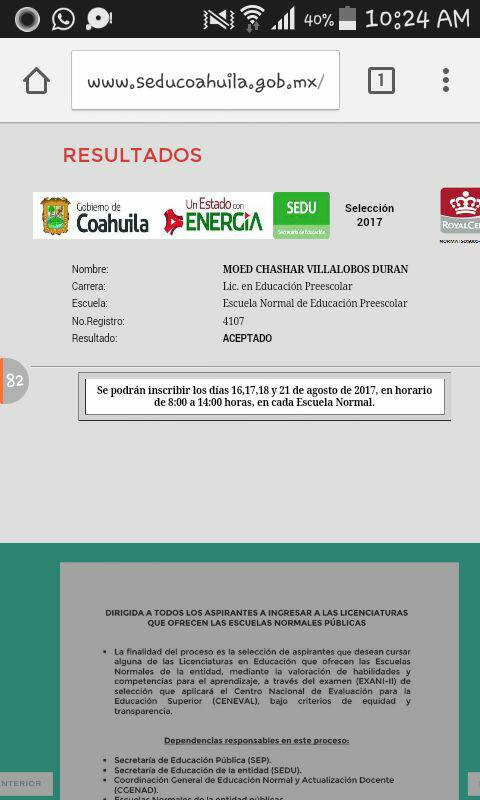 40% 10:24 AM
www.seducoahuila.gob.mx/
1
RESULTADOS
Gobierno de
Coahuila
Un Estado con
ENERGÍA
SEDU
Secretaría de Educación
Selección
2017
Nombre: MOED CHASHAR VILLALOBOS DURAN
Carrera: Lic. en Educación Preescolar
Escuela: Escuela Normal de Educación Preescolar
No.Registro: 4107
Resultado: ACEPTADO
82
Se podrán inscribir los días 16,17,18 y 21 de agosto de 2017, en horario
de 8:00 a 14:00 horas, en cada Escuela Normal.
DIRIGIDA A TODOS LOS ASPIRANTES A INGRESAR A LAS LICENCIATURAS
QUE OFRECEN LAS ESCUELAS NORMALES PÚBLICAS
• La finalidad del proceso es la selección de aspirantes que desean cursar
alguna de las Licenciaturas en Educación que ofrecen las Escuelas
Normales de la entidad, mediante la valoración de habilidades y
competencias para el aprendizaje, a través del examen (EXANI-II) de
selección que aplicará el Centro Nacional de Evaluación para la
Educación Superior (CENEVAL), bajo criterios de equidad y
transparencia.
Dependencias responsables en este proceso:
• Secretaría de Educación Pública (SEP).
• Secretaría de Educación de la entidad (SEDU).
• Coordinación General de Educación Normal y Actualización Docente
(CGENAD).
• Escuelas Normales de la entidad públicas.
NTERIOR